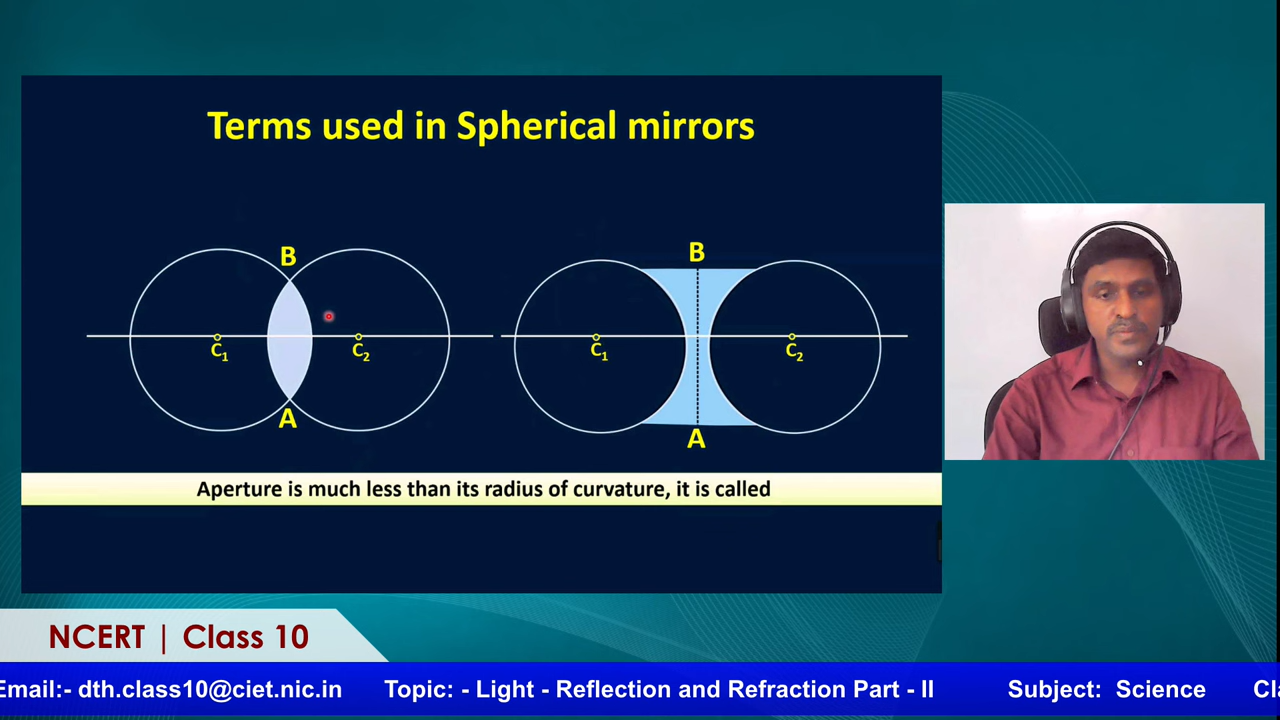 Terms used in Spherical mirrors
B
C1
C2
A
B
C1
C2
A
Aperture is much less than its radius of curvature, it is called
NCERT | Class 10
Email:- dth.class10@ciet.nic.in Topic: - Light - Reflection and Refraction Part - II Subject: Science